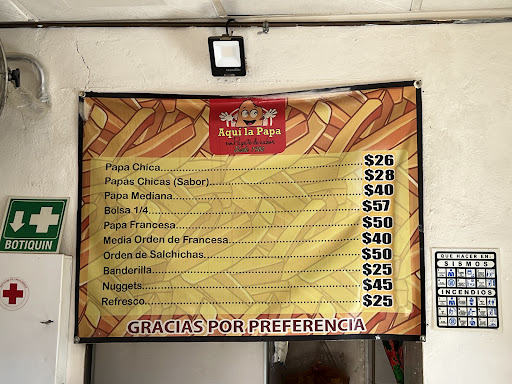 Aquí la Papa
Papa Chica........ $26
Papas Chicas (Sabor)........ $28
Papa Mediana........ $40
Bolsa 1/4........ $57
Papa Francesa........ $50
Media Orden de Francesa........ $40
Orden de Salchichas........ $50
Banderilla........ $25
Nuggets........ $45
Refresco........ $25
GRACIAS POR PREFERENCIA
BOTIQUIN
QUE HACER EN:
SISMOS
INCENDIOS